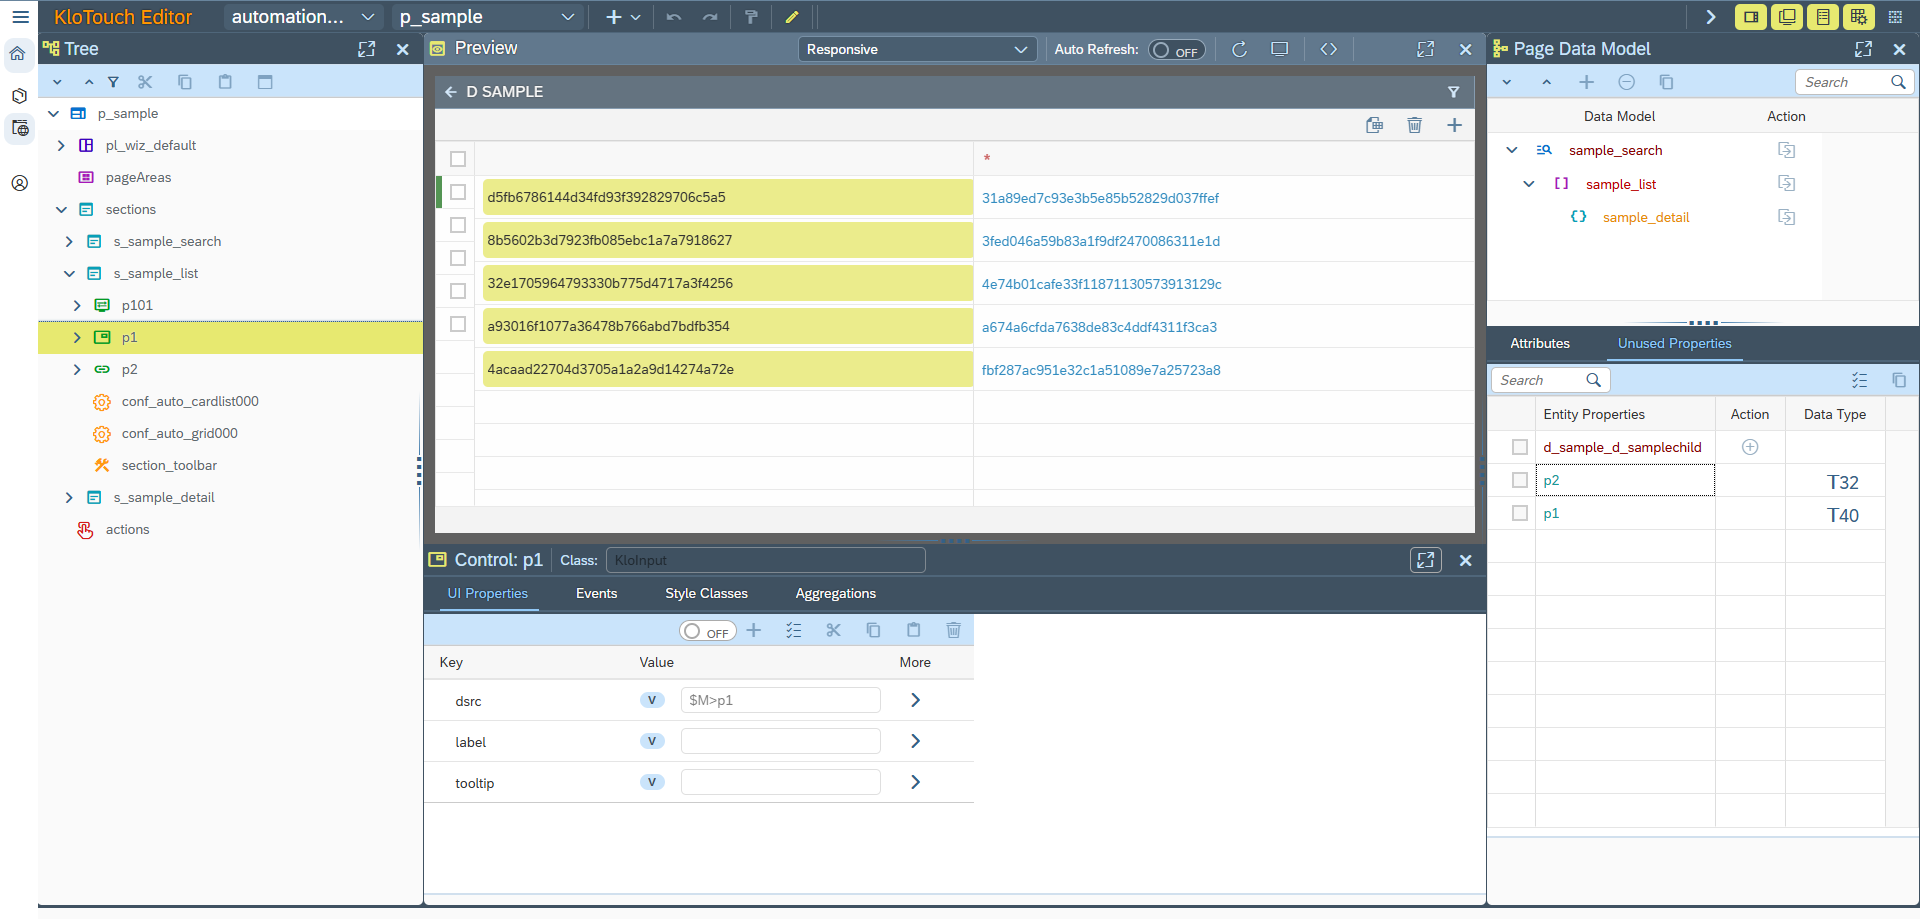 KloTouch Editor
automation...
p_sample
Tree
p_sample
pl_wiz_default
pageAreas
sections
s_sample_search
s_sample_list
p101
p1
p2
conf_auto_cardlist000
conf_auto_grid000
section_toolbar
s_sample_detail
actions
Preview
Responsive
Auto Refresh:
OFF
D SAMPLE
*
d5fb6786144d34fd93f392829706c5a5
31a89ed7c93e3b5e85b52829d037ffef
8b5602b3d7923fb085ebc1a7a7918627
3fed046a59b83a1f9df2470086311e1d
32e1705964793330b775d4717a3f4256
4e74b01cafe33f11871130573913129c
a93016f1077a36478b766abd7bdfb354
a674a6cfda7638de83c4ddf4311f3ca3
4acaad22704d3705a1a2a9d14274a72e
fbf287ac951e32c1a51089e7a25723a8
Control: p1
Class:
KloInput
UI Properties
Events
Style Classes
Aggregations
OFF
Key
Value
More
dsrc
V
$M>p1
label
V
tooltip
V
Page Data Model
Search
Data Model
Action
sample_search
sample_list
sample_detail
Attributes
Unused Properties
Search
Entity Properties
Action
Data Type
d_sample_d_samplechild
p2
T32
p1
T40